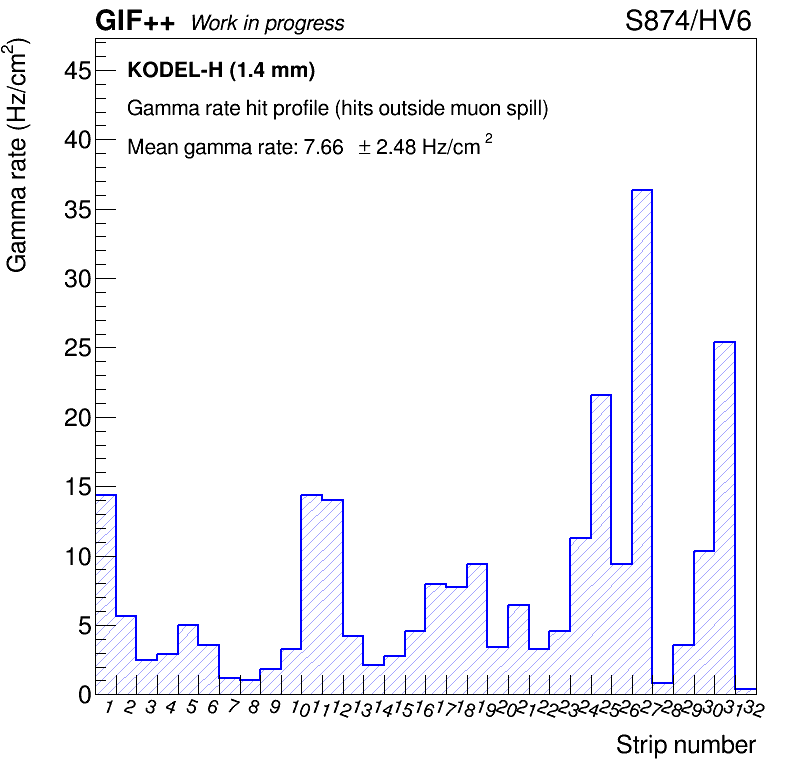 GIF++ Work in progress S874/HV6
Gamma rate (Hz/cm2)
KODEL-H (1.4 mm)
Gamma rate hit profile (hits outside muon spill)
Mean gamma rate: 7.66 ± 2.48 Hz/cm2
45
40
35
30
25
20
15
10
5
0
1 2 3 4 5 6 7 8 9 10 11 12 13 14 15 16 17 18 19 20 21 22 23 24 25 26 27 28 29 30 31 32
Strip number